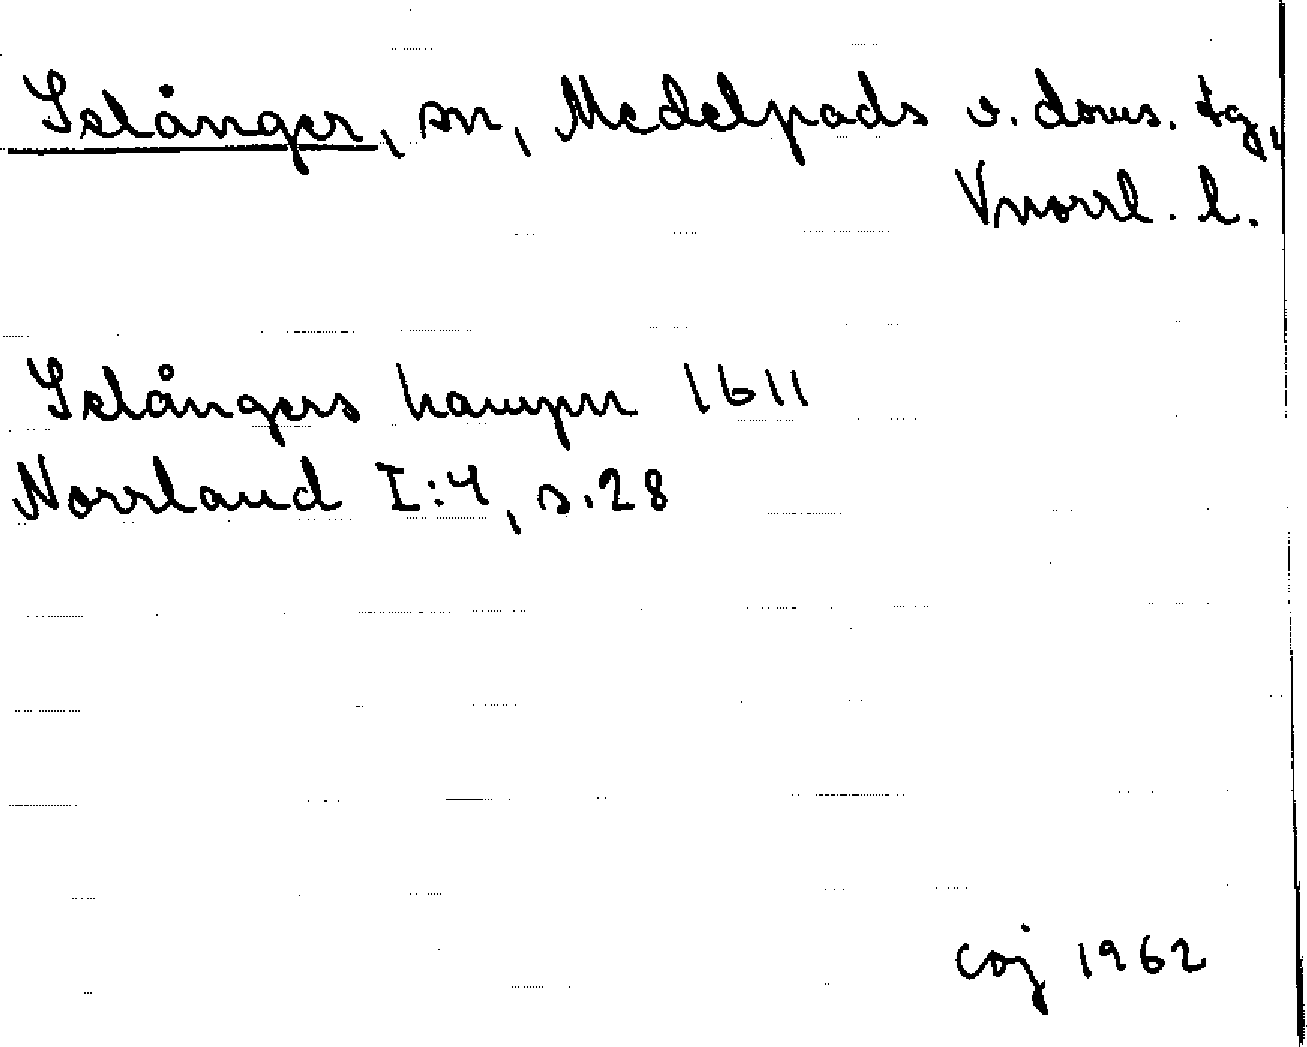 Selånger, sn, Medelpads v. doms. tg,
Vnorrl. l.
Selångers hampn 1611
Norrland I:4, s.28
COJ 1962